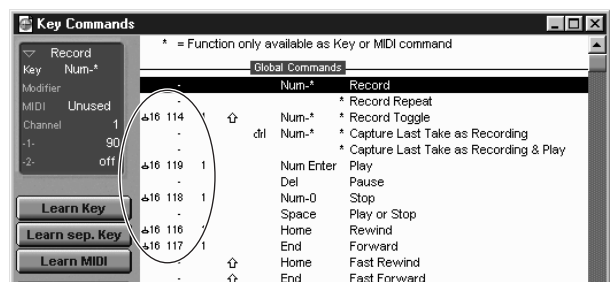 Key Commands
Record
Key Num-*
Modifier
MIDI Unused
Channel 1
-1- 90
-2- off
Learn Key
Learn sep. Key
Learn MIDI
* = Function only available as Key or MIDI command
Global Commands
- Num-* Record
- * Record Repeat
16 114 1 ⇧ Num-* * Record Toggle
- ctrl Num-* * Capture Last Take as Recording
- * Capture Last Take as Recording & Play
16 119 1 Num Enter Play
- Del Pause
16 118 1 Num-0 Stop
- Space Play or Stop
16 116 1 Home Rewind
16 117 1 End Forward
- ⇧ Home Fast Rewind
- ⇧ End Fast Forward